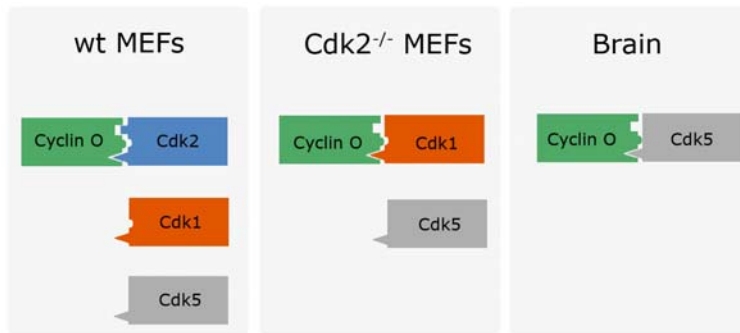 wt MEFs
Cyclin O Cdk2
Cdk1
Cdk5
Cdk2-/- MEFs
Cyclin O Cdk1
Cdk5
Brain
Cyclin O Cdk5